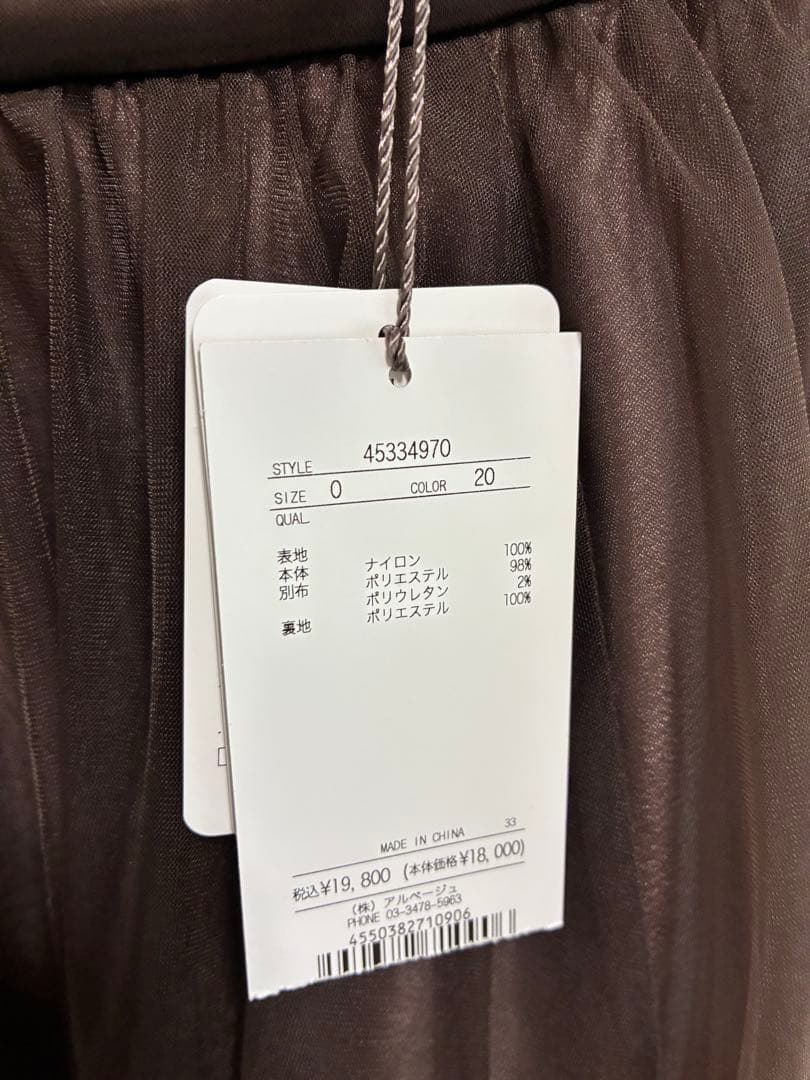 STYLE 45334970
SIZE 0 COLOR 20
QUAL
表地
本体 ナイロン 100%
別布 ポリエステル 98%
ポリウレタン 2%
裏地 ポリエステル 100%
33
MADE IN CHINA
税込¥19,800 (本体価格¥18,000)
(株) アルページュ
PHONE 03-3478-5963
4550382710906